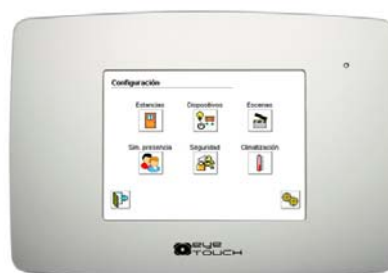 Configuración
Estancias Dispositivos Escenas
Sim. presencia Seguridad Climatización
eye
TOUCH